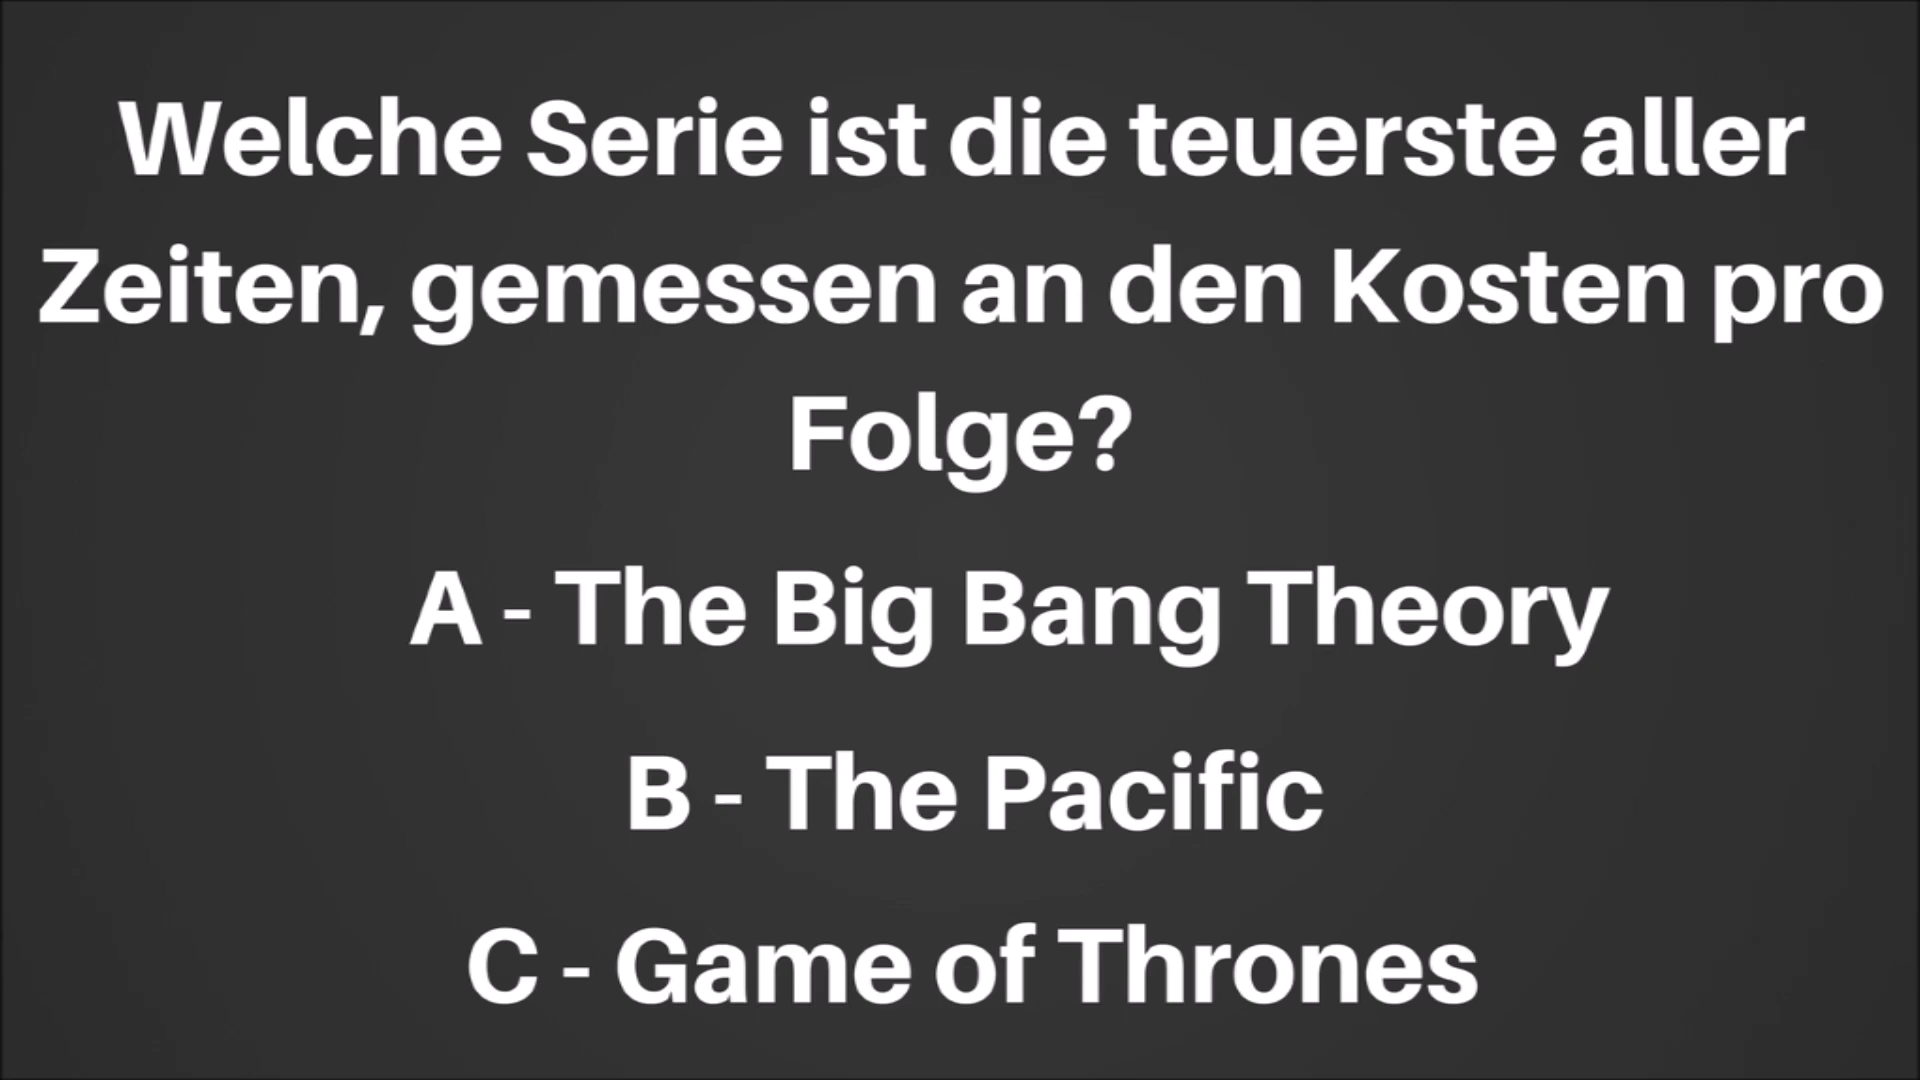 Welche Serie ist die teuerste aller
Zeiten, gemessen an den Kosten pro
Folge?
A - The Big Bang Theory
B - The Pacific
C - Game of Thrones